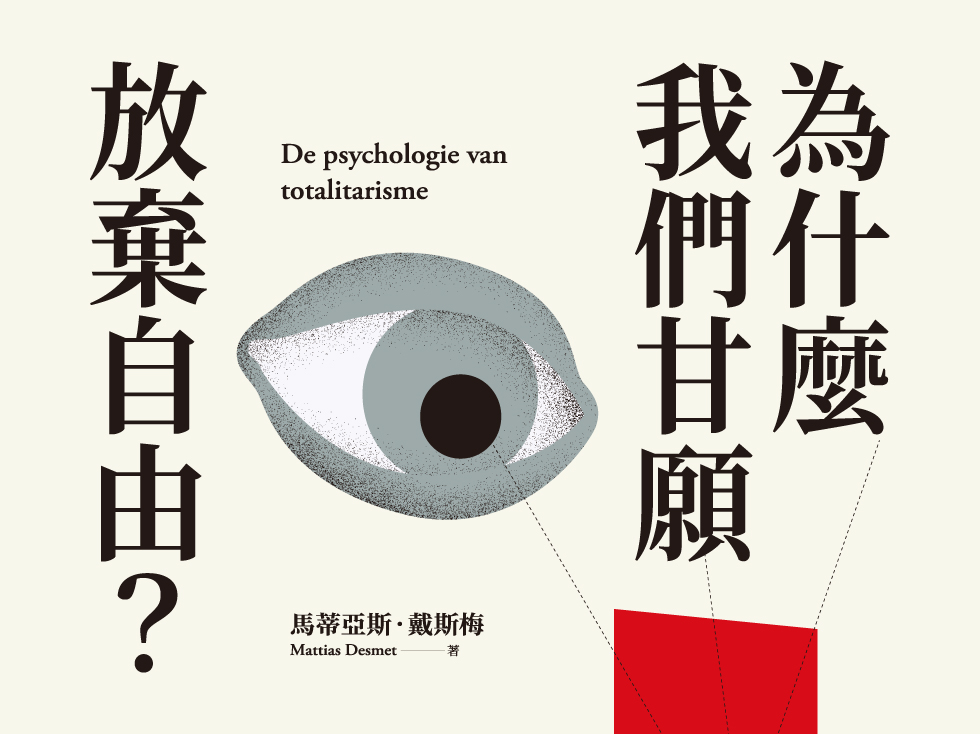 為什麼
我們甘願
放棄自由？
De psychologie van
totalitarisme
馬蒂亞斯·戴斯梅
Mattias Desmet——著